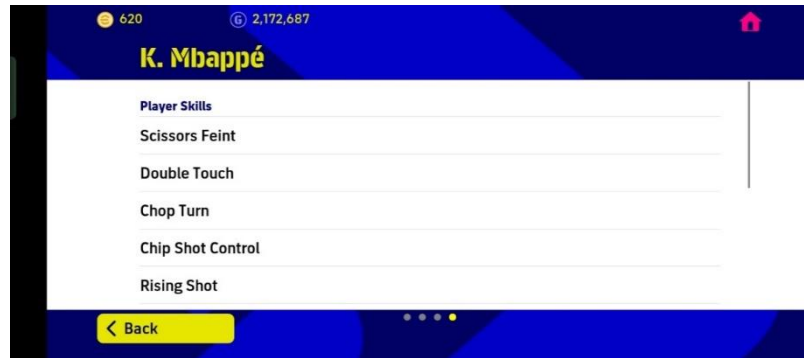 620
G 2,172,687
K. Mbappé
Player Skills
Scissors Feint
Double Touch
Chop Turn
Chip Shot Control
Rising Shot
Back